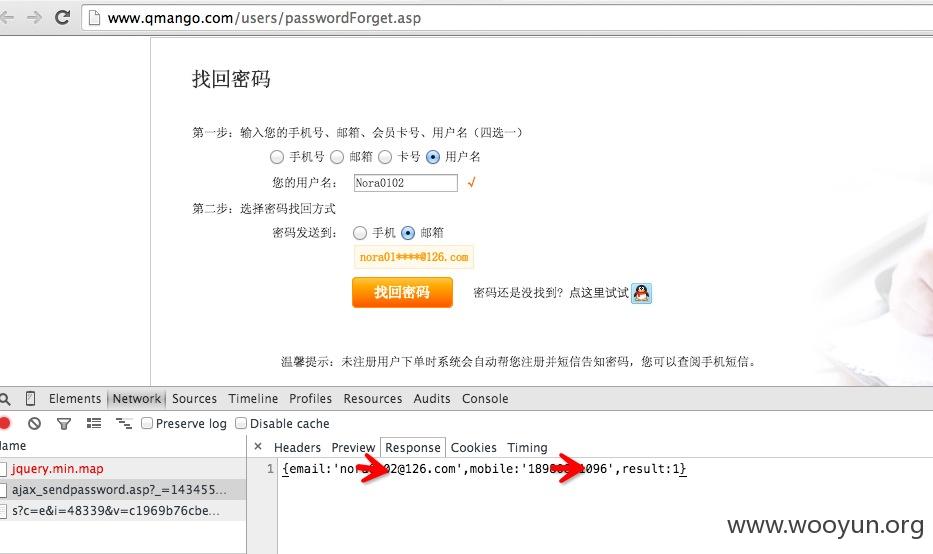 www.qmango.com/users/passwordForget.asp
找回密码
第一步：输入您的手机号、邮箱、会员卡号、用户名（四选一）
手机号 邮箱 卡号 用户名
您的用户名： Nora0102 √
第二步：选择密码找回方式
密码发送到： 手机 邮箱
nora01****@126.com
找回密码 密码还是没找到？点这里试试
温馨提示：未注册用户下单时系统会自动帮您注册并短信告知密码，您可以查阅手机短信。
Elements Network Sources Timeline Profiles Resources Audits Console
Preserve log Disable cache
ame
× Headers Preview Response Cookies Timing
jquery.min.map
1 {email:'nor 02@126.com',mobile:'189 096',result:1}
ajax_sendpassword.asp?_=143455...
s?c=e&i=48339&v=c1969b76cbe...
www.wooyun.org